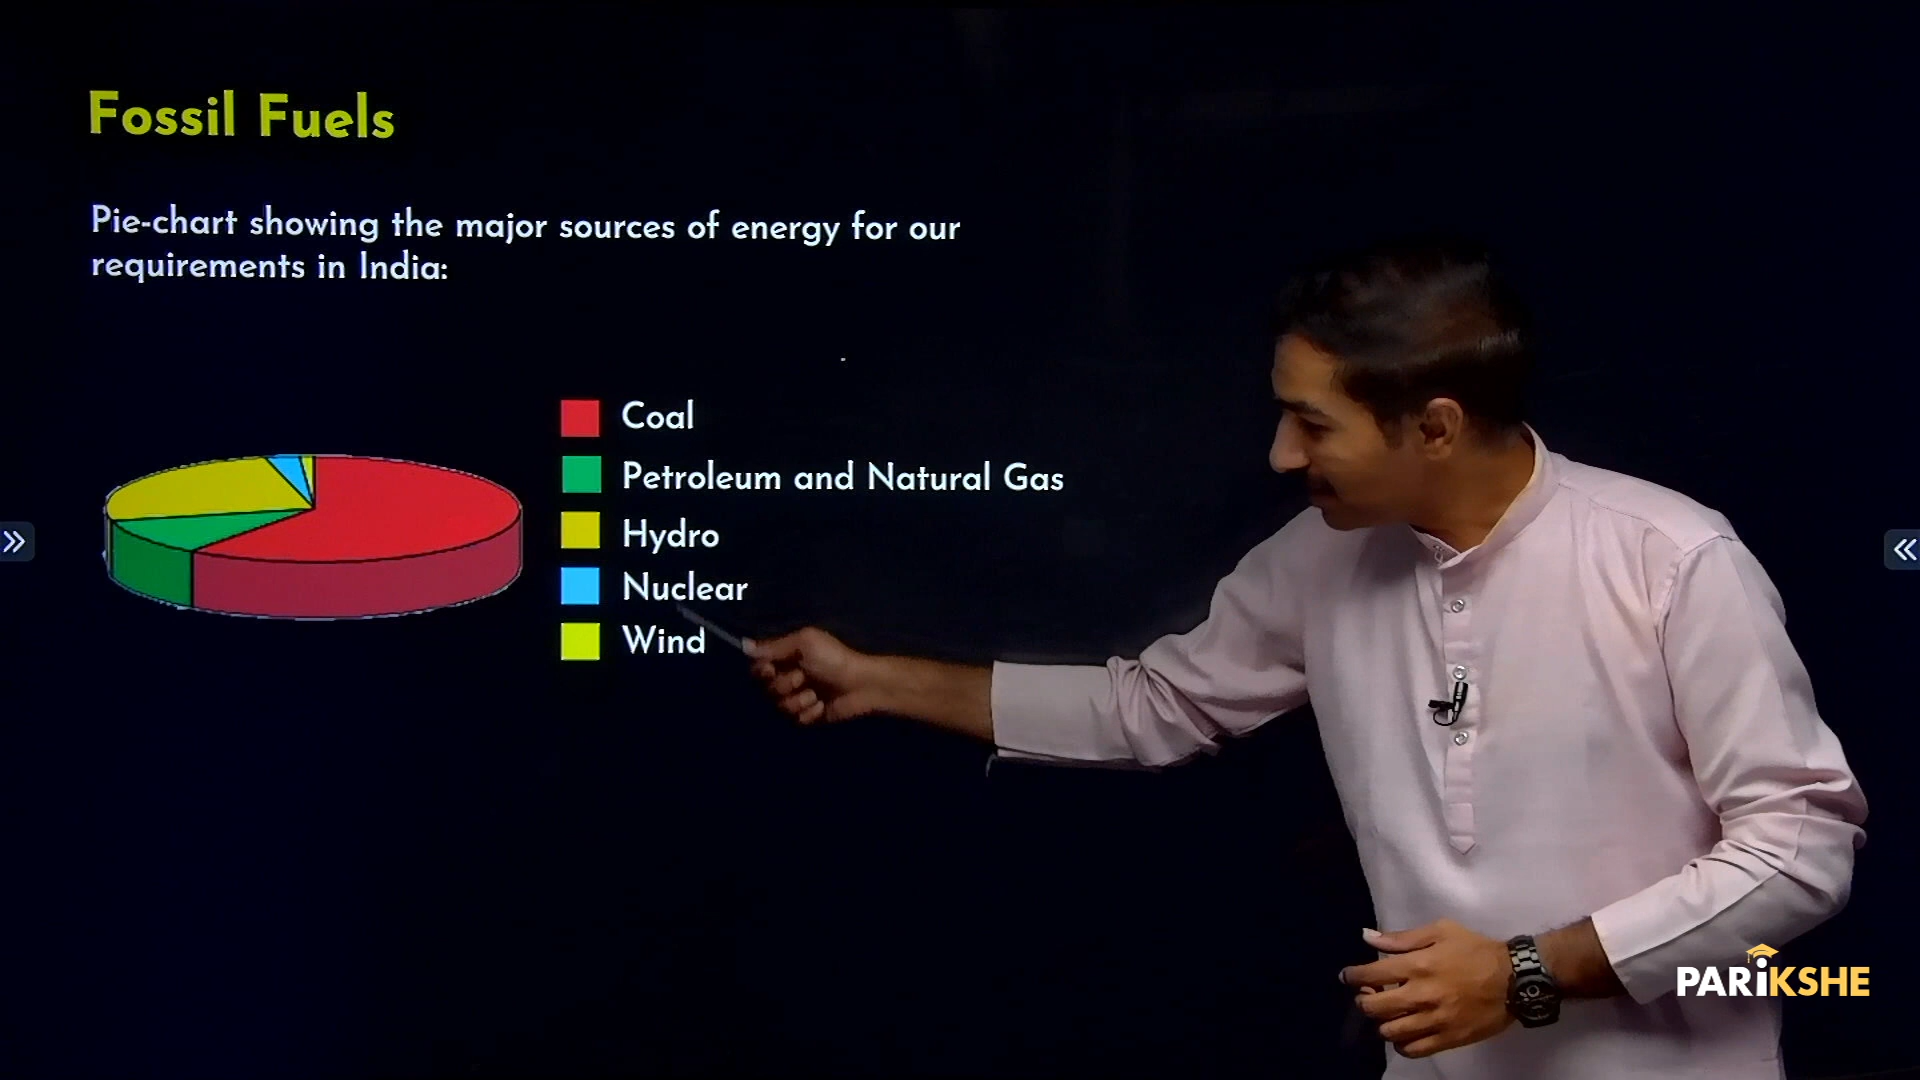 Fossil Fuels
Pie-chart showing the major sources of energy for our
requirements in India:
Coal
Petroleum and Natural Gas
Hydro
Nuclear
Wind
PARiKSHE